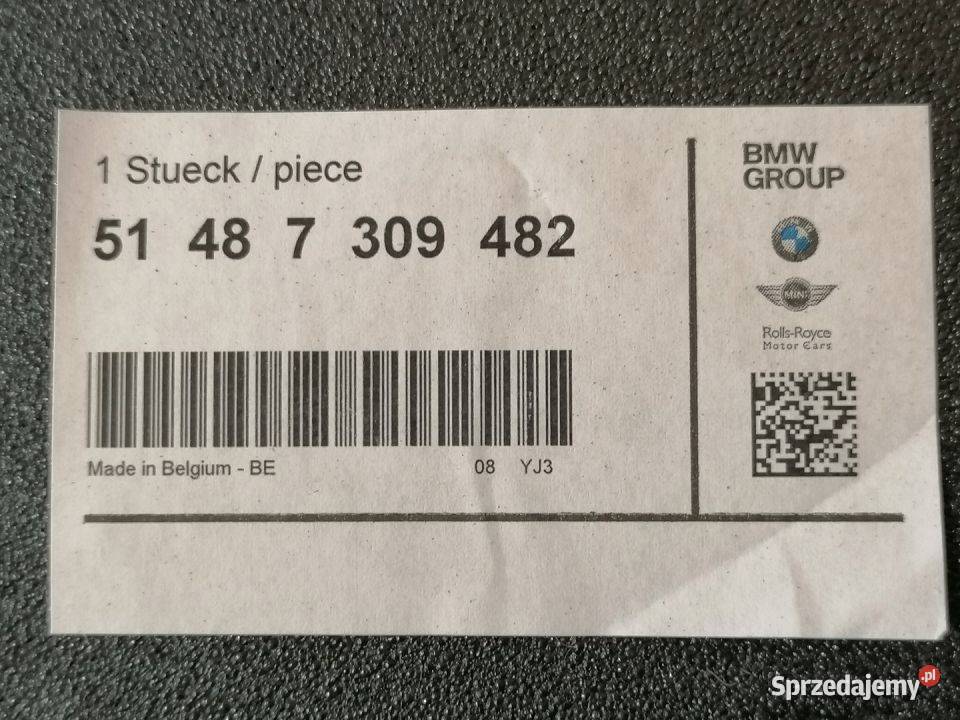 1 Stueck / piece
51 48 7 309 482
Made in Belgium - BE 08 YJ3
BMW
GROUP
MINI
Rolls-Royce
Motor Cars
Sprzedajemy.pl